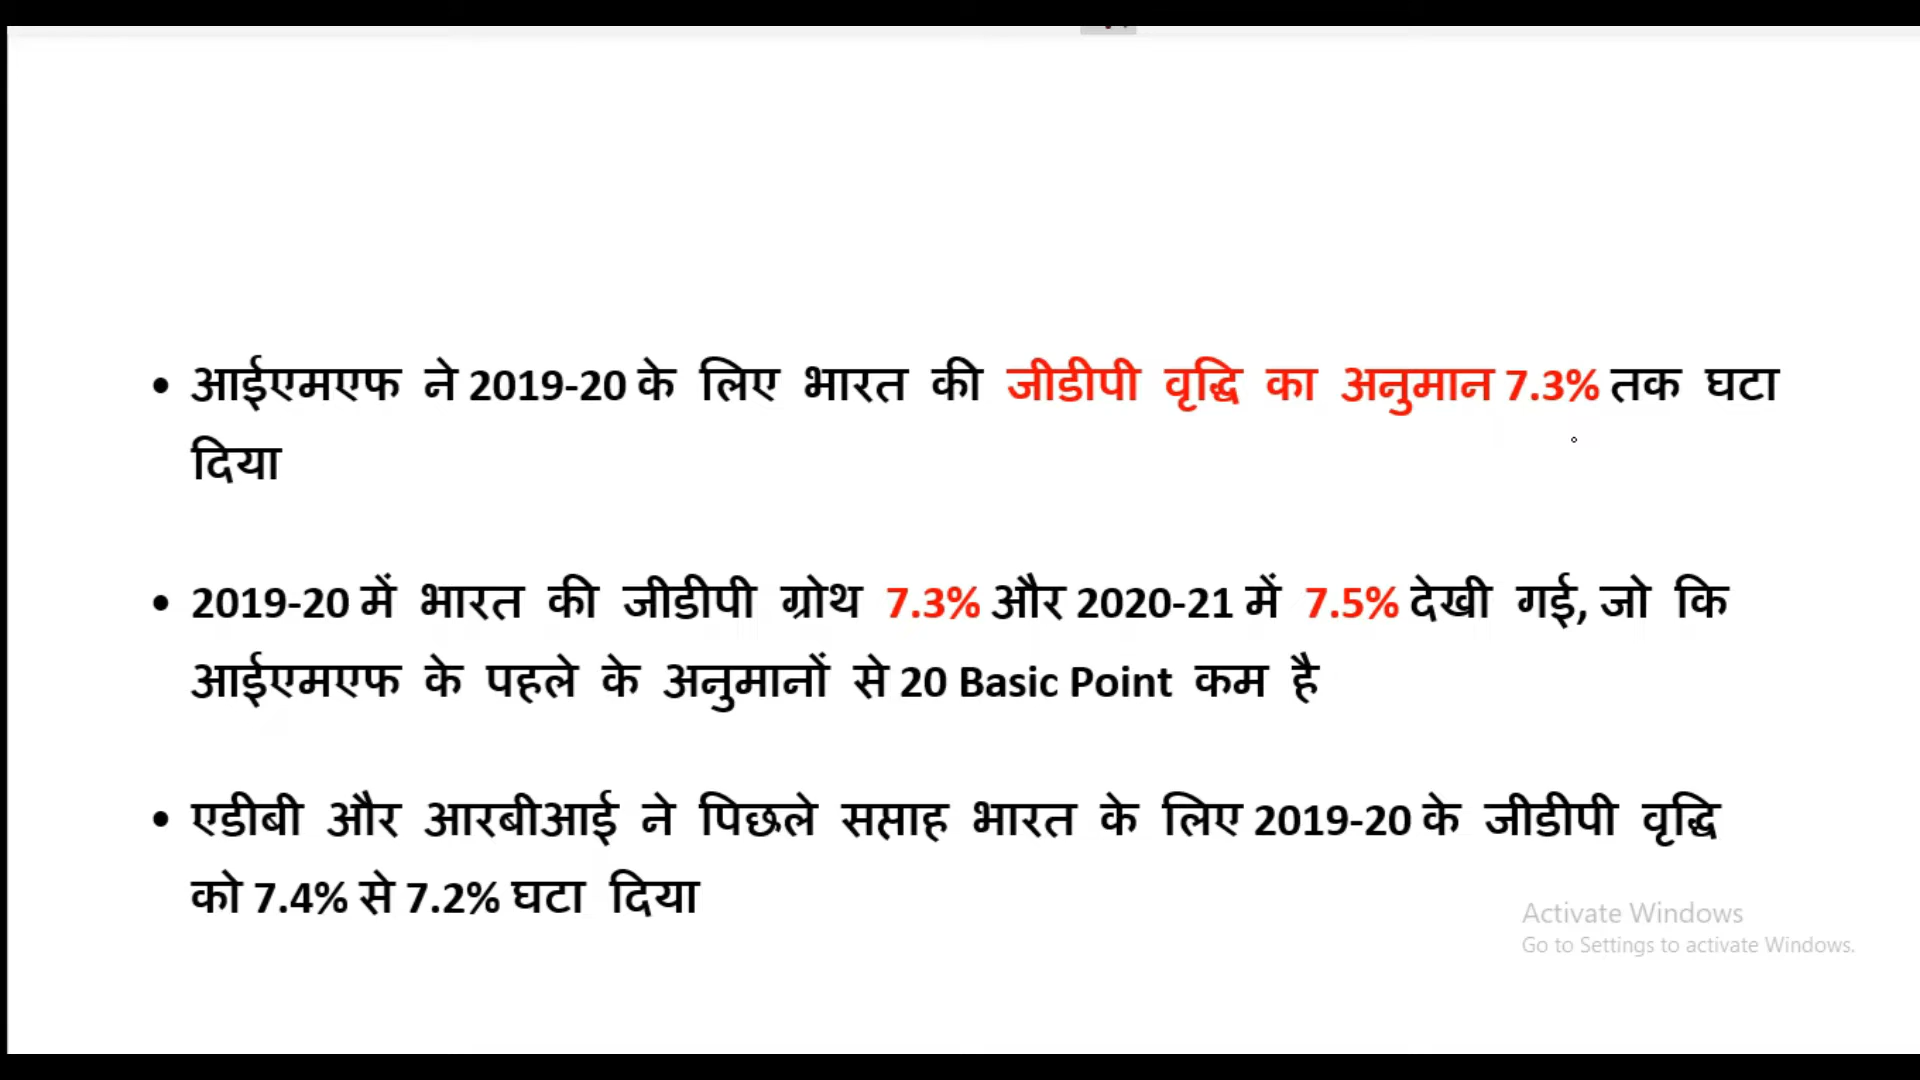 • आईएमएफ ने 2019-20 के लिए भारत की जीडीपी वृद्धि का अनुमान 7.3% तक घटा
दिया
• 2019-20 में भारत की जीडीपी ग्रोथ 7.3% और 2020-21 में 7.5% देखी गई, जो कि
आईएमएफ के पहले के अनुमानों से 20 Basic Point कम है
• एडीबी और आरबीआई ने पिछले सप्ताह भारत के लिए 2019-20 के जीडीपी वृद्धि
को 7.4% से 7.2% घटा दिया
Activate Windows
Go to Settings to activate Windows.